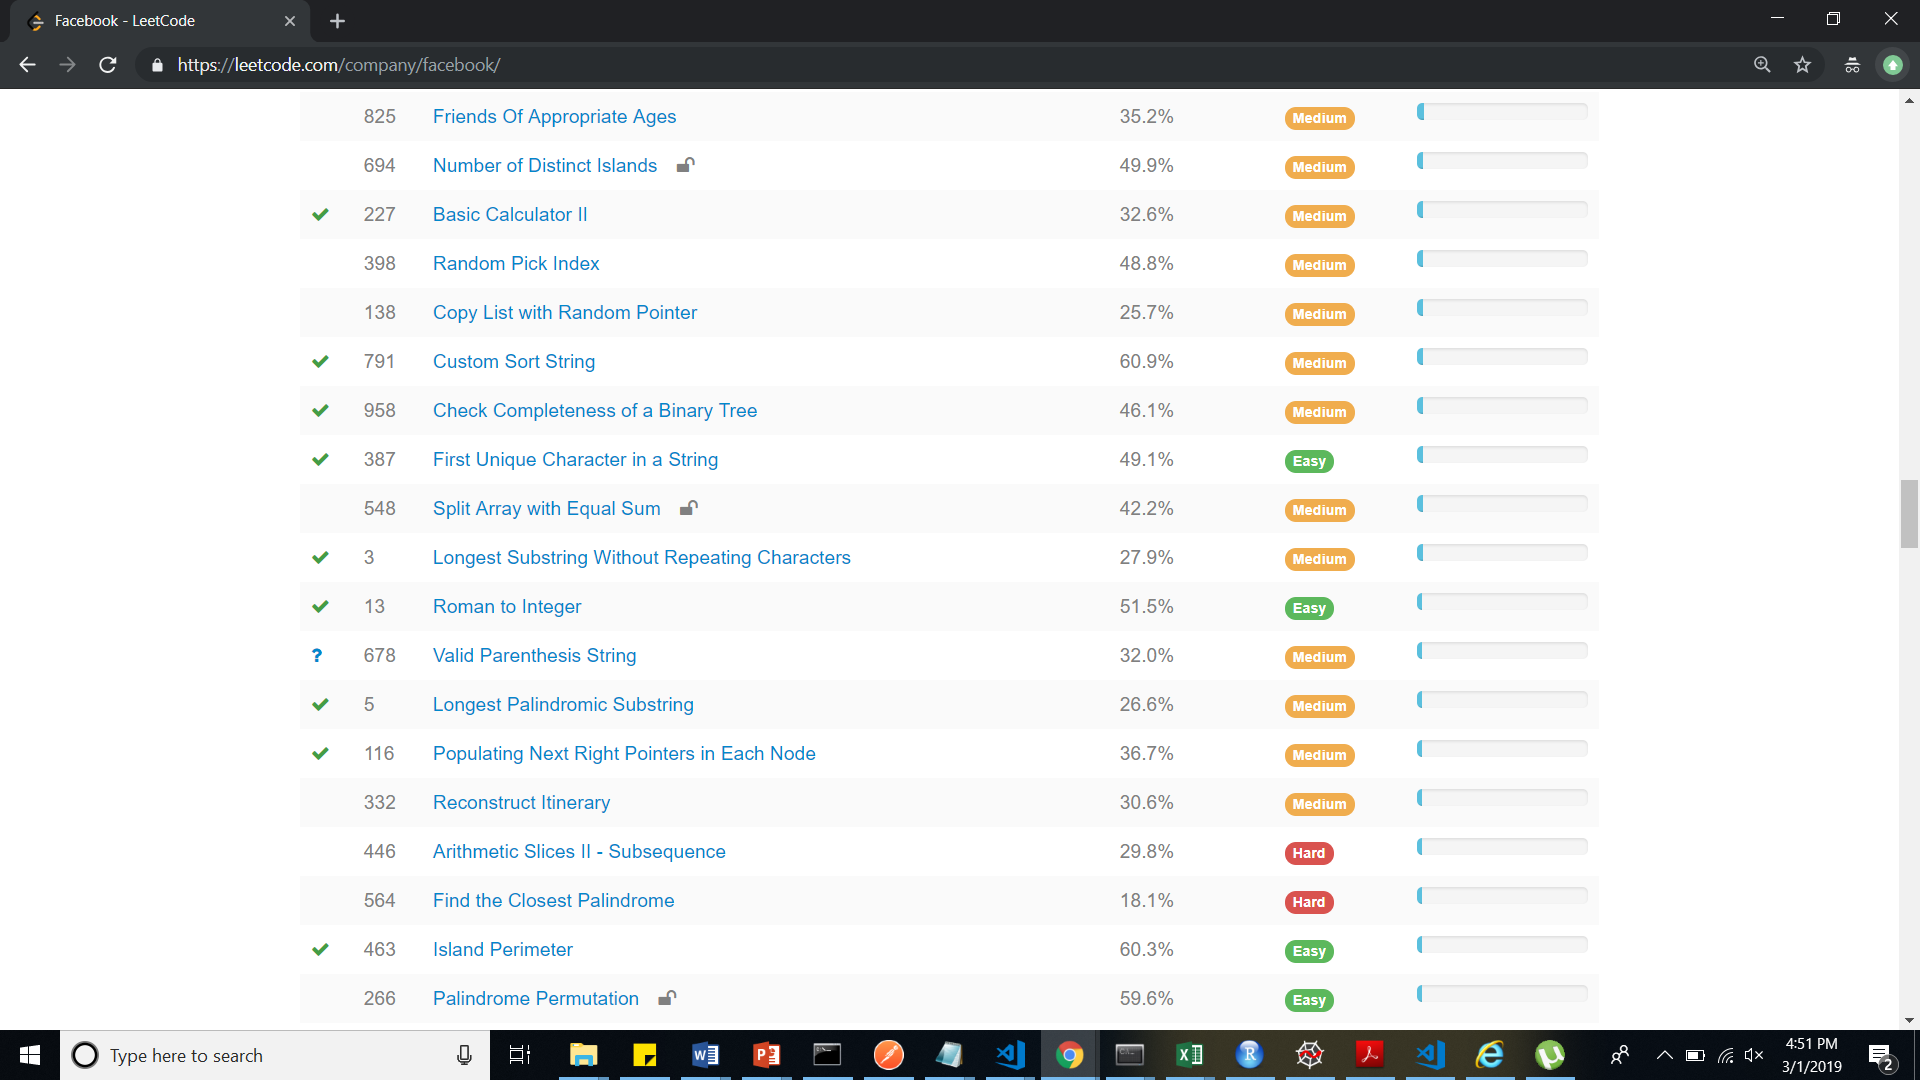 Facebook - LeetCode
https://leetcode.com/company/facebook/
825 Friends Of Appropriate Ages 35.2% Medium
694 Number of Distinct Islands 49.9% Medium
227 Basic Calculator II 32.6% Medium
398 Random Pick Index 48.8% Medium
138 Copy List with Random Pointer 25.7% Medium
791 Custom Sort String 60.9% Medium
958 Check Completeness of a Binary Tree 46.1% Medium
387 First Unique Character in a String 49.1% Easy
548 Split Array with Equal Sum 42.2% Medium
3 Longest Substring Without Repeating Characters 27.9% Medium
13 Roman to Integer 51.5% Easy
? 678 Valid Parenthesis String 32.0% Medium
5 Longest Palindromic Substring 26.6% Medium
116 Populating Next Right Pointers in Each Node 36.7% Medium
332 Reconstruct Itinerary 30.6% Medium
446 Arithmetic Slices II - Subsequence 29.8% Hard
564 Find the Closest Palindrome 18.1% Hard
463 Island Perimeter 60.3% Easy
266 Palindrome Permutation 59.6% Easy
Type here to search
4:51 PM
3/1/2019
2